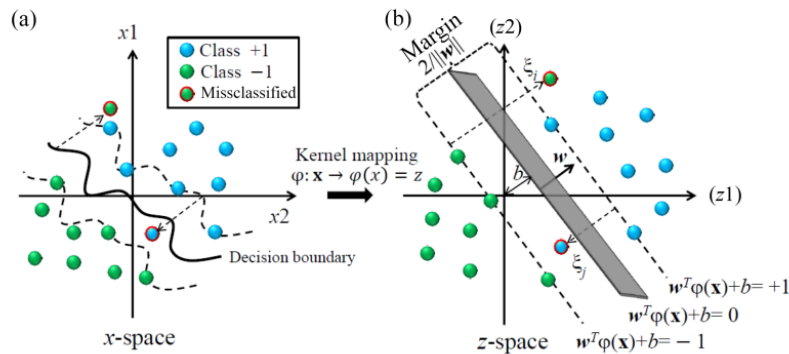 (a)
x1
Class +1
Class −1
Missclassified
x2
Decision boundary
x-space
Kernel mapping
φ: x → φ(x) = z
(b)
(z2)
Margin
2/||w||
ξi
w
b
(z1)
ξj
wTφ(x)+b= +1
wTφ(x)+b= 0
wTφ(x)+b= − 1
z-space